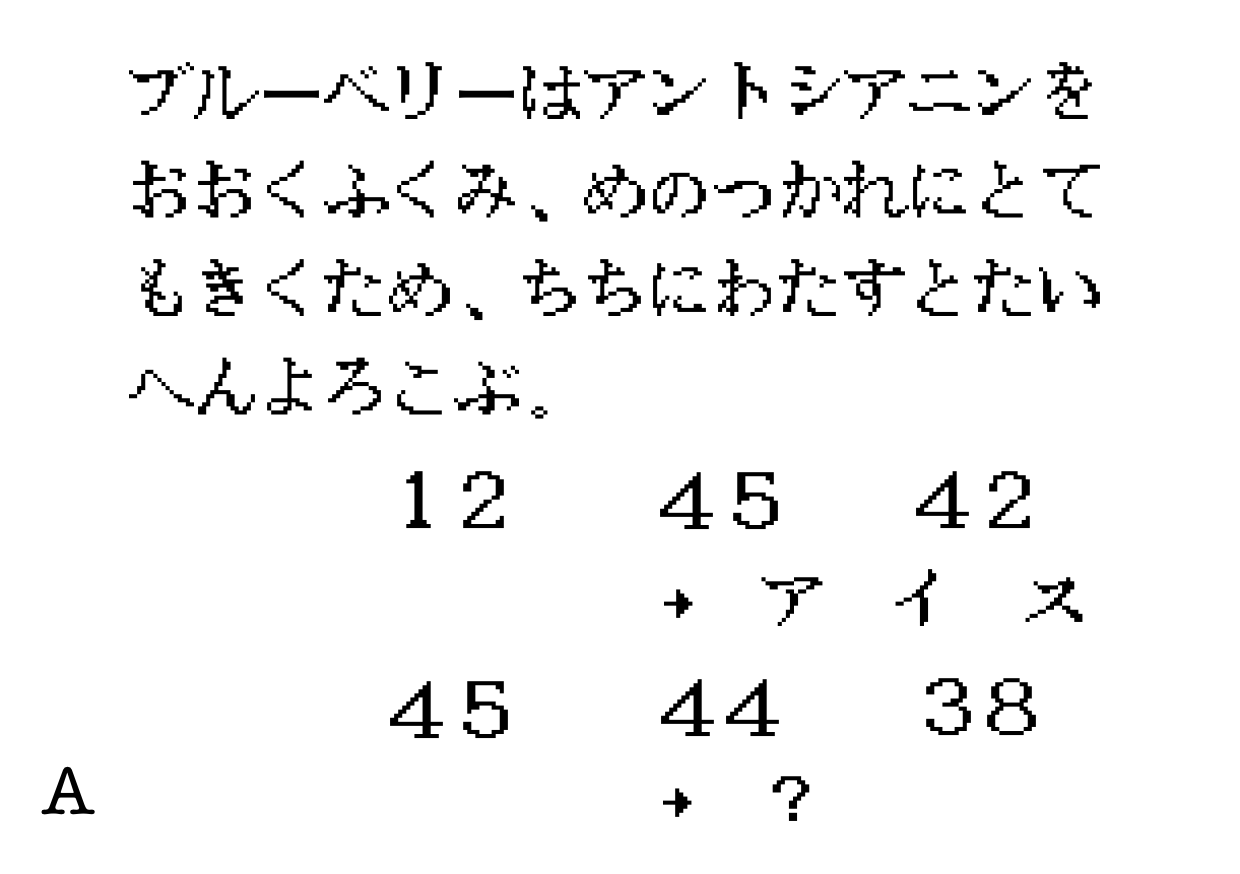 ブルーベリーはアントシアニンを
おおくふくみ、めのつかれにとて
もきくため、ちちにわたすとたい
へんよろこぶ。
12 45 42
→ ア イ ス
45 44 38
A → ?